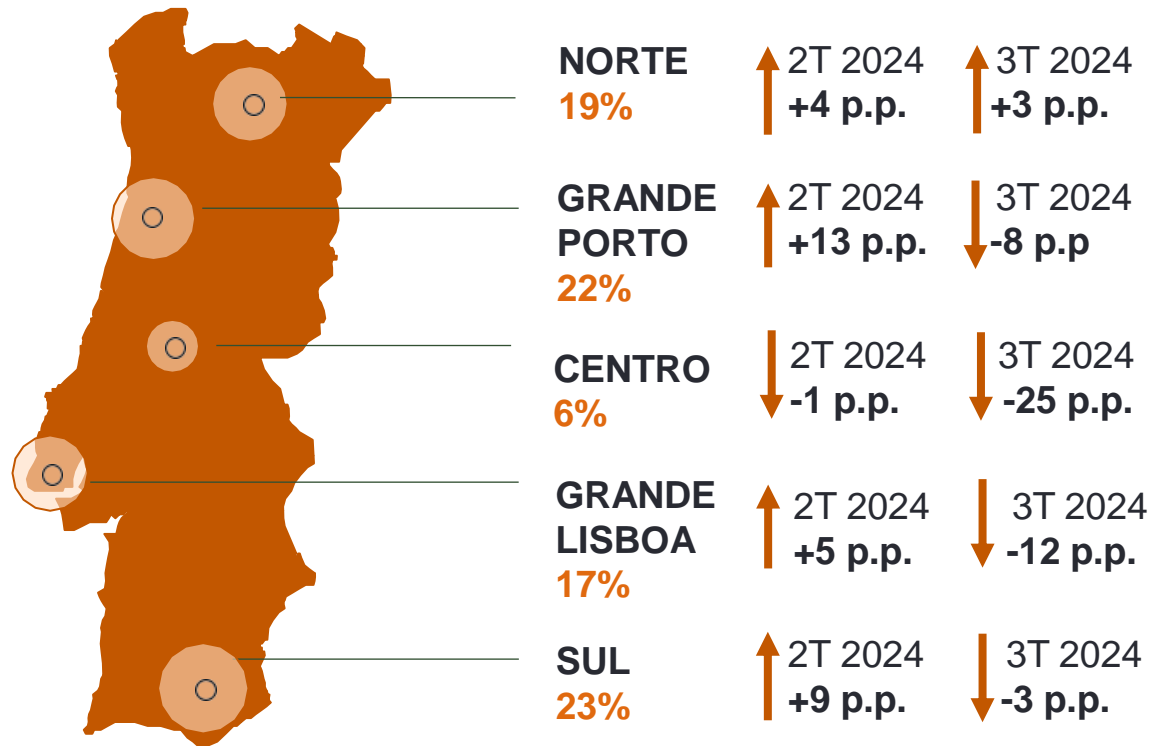 NORTE
19%
2T 2024
+4 p.p.
3T 2024
+3 p.p.
GRANDE
PORTO
22%
2T 2024
+13 p.p.
3T 2024
-8 p.p
CENTRO
6%
2T 2024
-1 p.p.
3T 2024
-25 p.p.
GRANDE
LISBOA
17%
2T 2024
+5 p.p.
3T 2024
-12 p.p.
SUL
23%
2T 2024
+9 p.p.
3T 2024
-3 p.p.